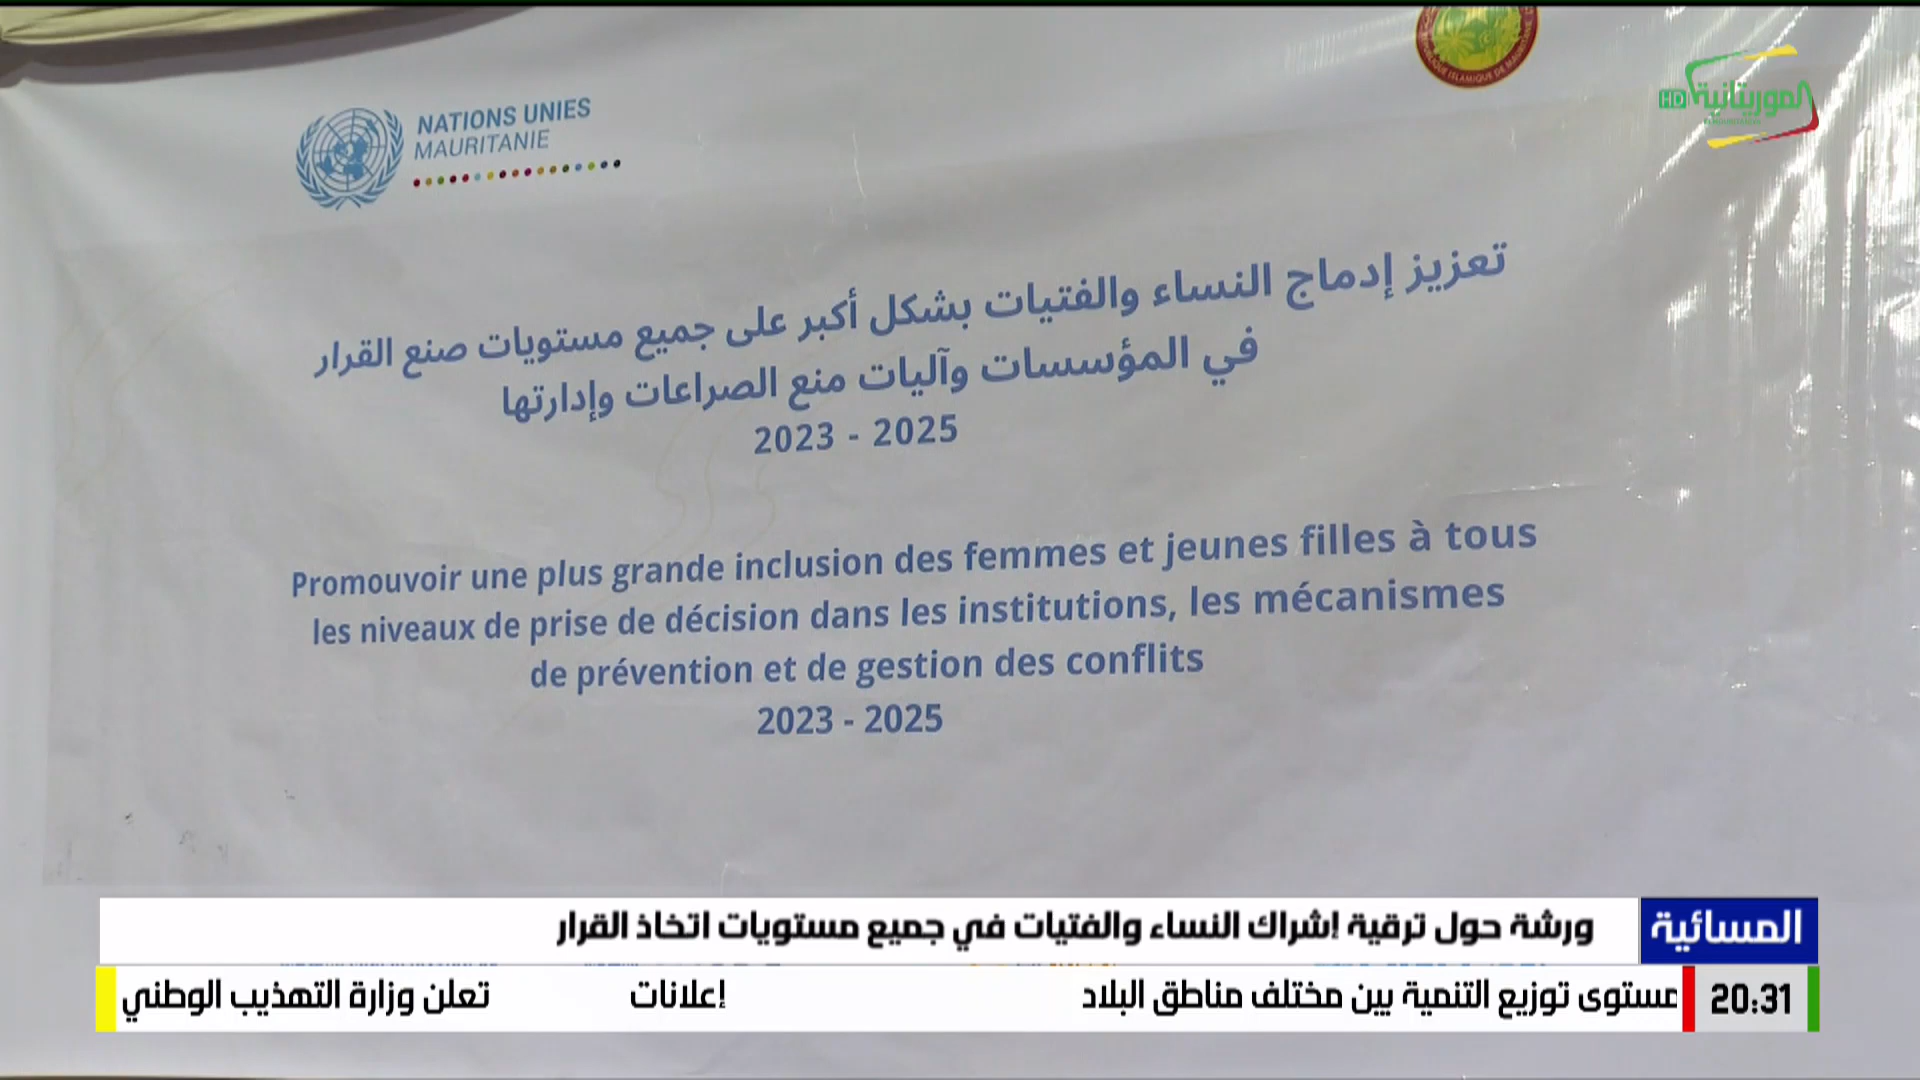 NATIONS UNIES
MAURITANIE
الموريتانية HD
تعزيز إدماج النساء والفتيات بشكل أكبر على جميع مستويات صنع القرار
في المؤسسات وآليات منع الصراعات وإدارتها
2023 - 2025
Promouvoir une plus grande inclusion des femmes et jeunes filles à tous
les niveaux de prise de décision dans les institutions, les mécanismes
de prévention et de gestion des conflits
2023 - 2025
المسائية
ورشة حول ترقية إشراك النساء والفتيات في جميع مستويات اتخاذ القرار
20:31
مستوى توزيع التنمية بين مختلف مناطق البلاد إعلانات تعلن وزارة التهذيب الوطني